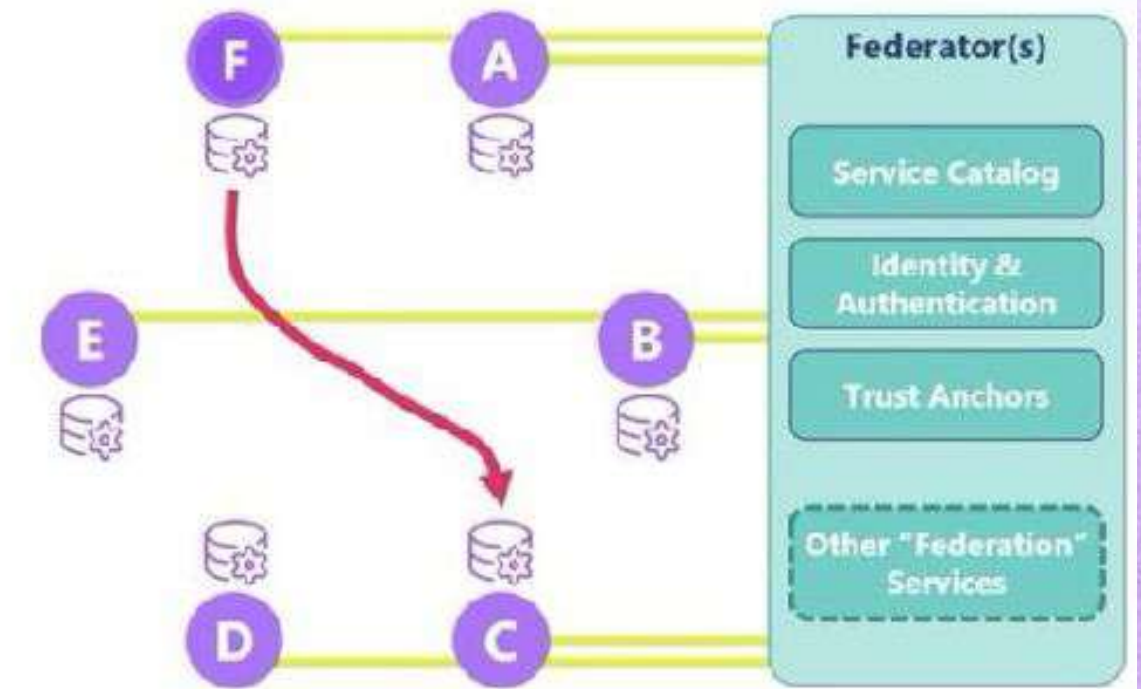 F
A
Federator(s)
Service Catalog
Identity &
Authentication
E
B
Trust Anchors
Other "Federation"
Services
D
C